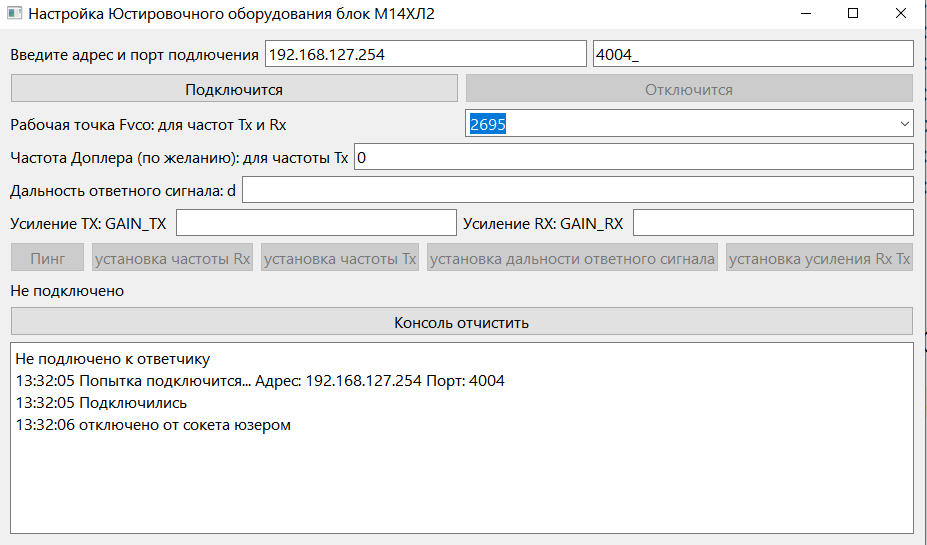 Настройка Юстировочного оборудования блок М14ХЛ2
Введите адрес и порт подлючения 192.168.127.254 4004_
Подключится Отключится
Рабочая точка Fvco: для частот Tx и Rx 2695
Частота Доплера (по желанию): для частоты Tx 0
Дальность ответного сигнала: d
Усиление TX: GAIN_TX Усиление RX: GAIN_RX
Пинг установка частоты Rx установка частоты Tx установка дальности ответного сигнала установка усиления Rx Tx
Не подключено
Консоль отчистить
Не подлючено к ответчику
13:32:05 Попытка подключится... Адрес: 192.168.127.254 Порт: 4004
13:32:05 Подключились
13:32:06 отключено от сокета юзером